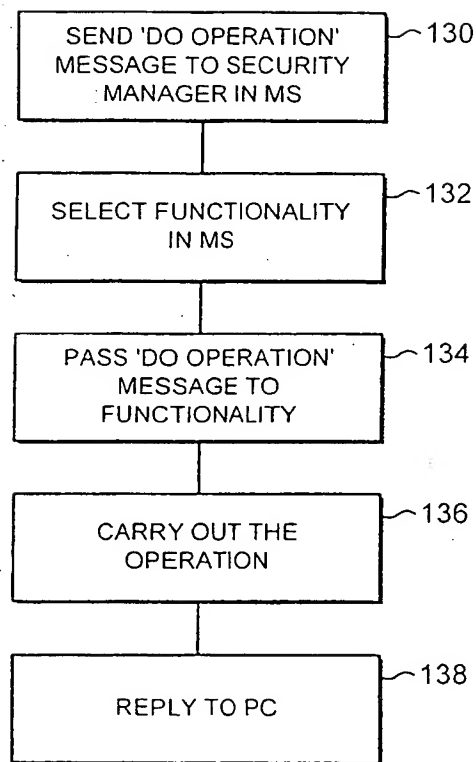 SEND 'DO OPERATION'
MESSAGE TO SECURITY
MANAGER IN MS
130
SELECT FUNCTIONALITY
IN MS
132
PASS 'DO OPERATION'
MESSAGE TO
FUNCTIONALITY
134
CARRY OUT THE
OPERATION
136
REPLY TO PC
138